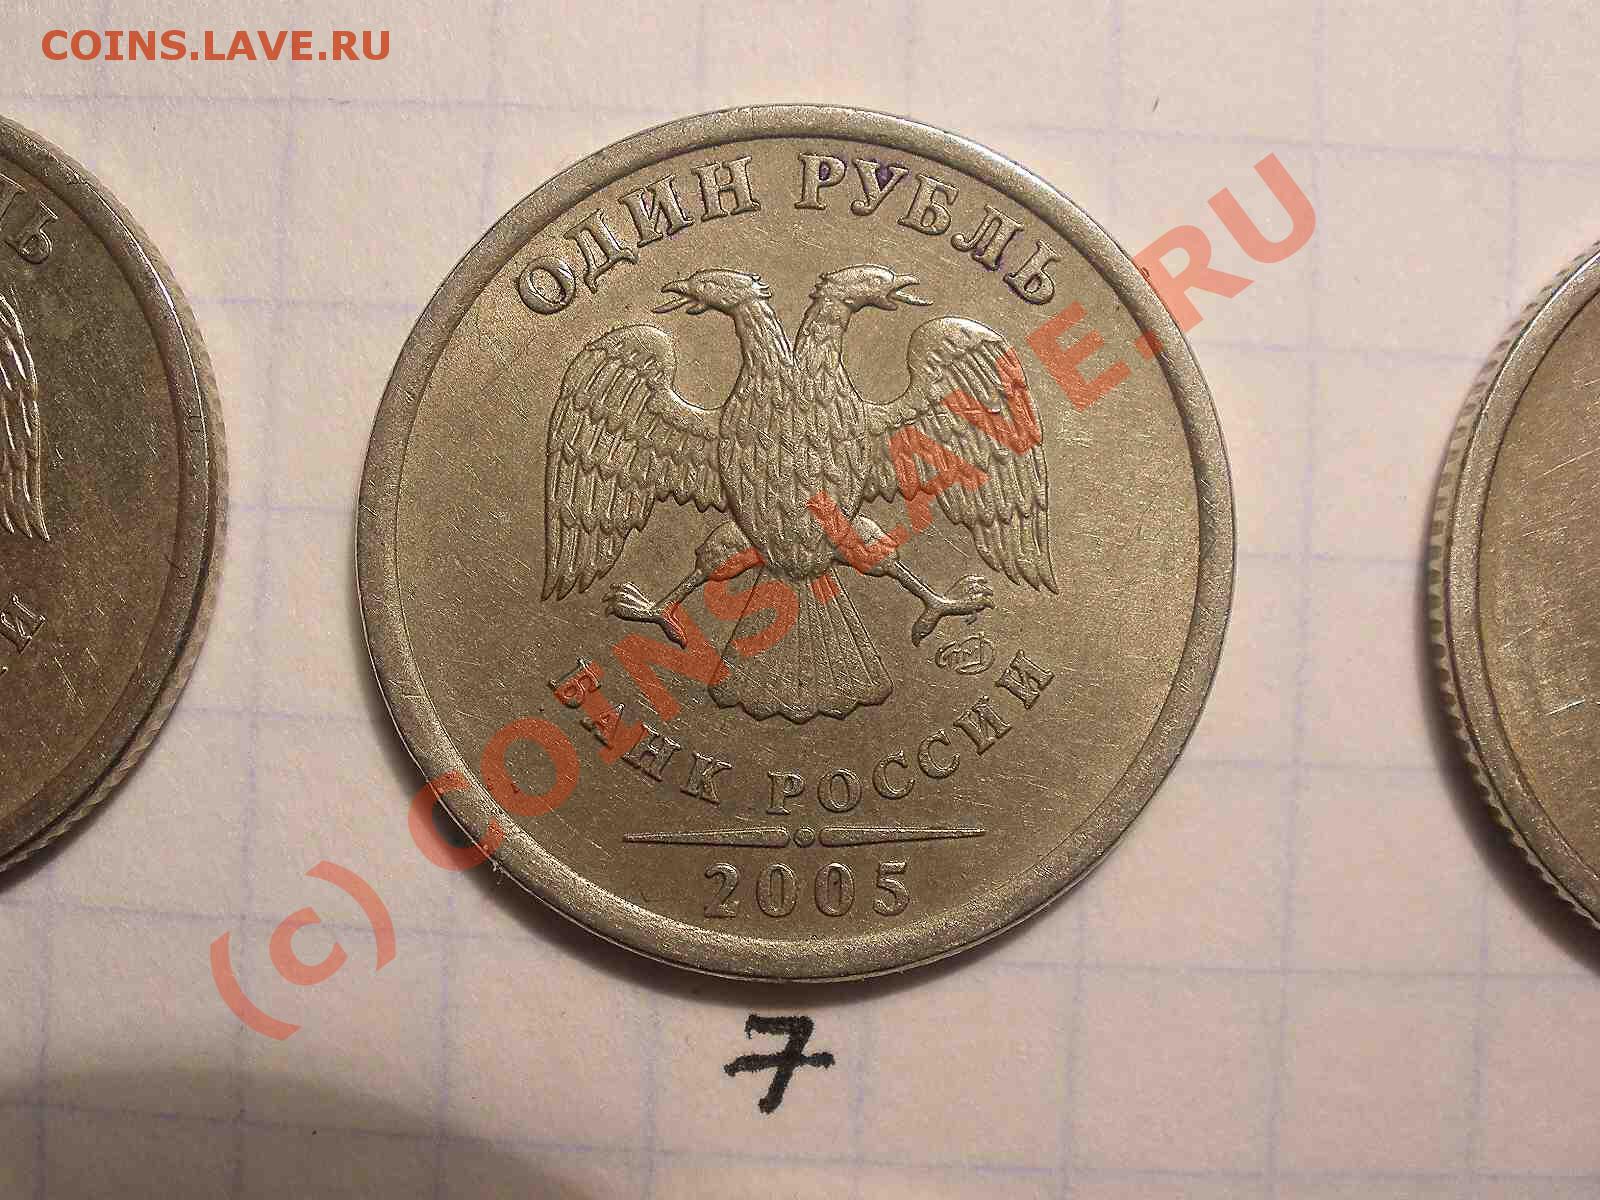 COINS.LAVE.RU
ОДИН РУБЛЬ
БАНК РОССИИ
2005
(c) COINS.LAVE.RU
7